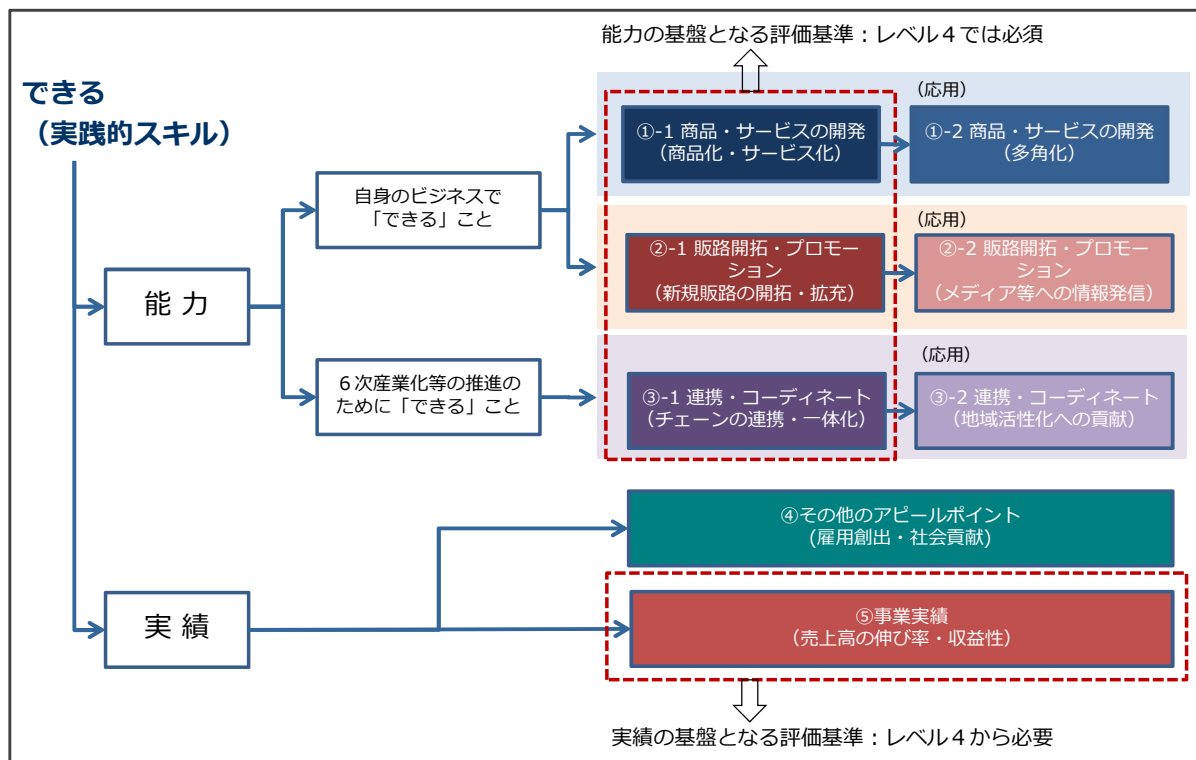 能力の基盤となる評価基準：レベル４では必須
できる
（実践的スキル）
（応用）
①-1 商品・サービスの開発
（商品化・サービス化）
①-2 商品・サービスの開発
（多角化）
自身のビジネスで
「できる」こと
（応用）
②-1 販路開拓・プロモー
ション
（新規販路の開拓・拡充）
②-2 販路開拓・プロモー
ション
（メディア等への情報発信）
能 力
６次産業化等の推進の
ために「できる」こと
（応用）
③-1 連携・コーディネート
（チェーンの連携・一体化）
③-2 連携・コーディネート
（地域活性化への貢献）
④その他のアピールポイント
(雇用創出・社会貢献)
実 績
⑤事業実績
（売上高の伸び率・収益性）
実績の基盤となる評価基準：レベル４から必要